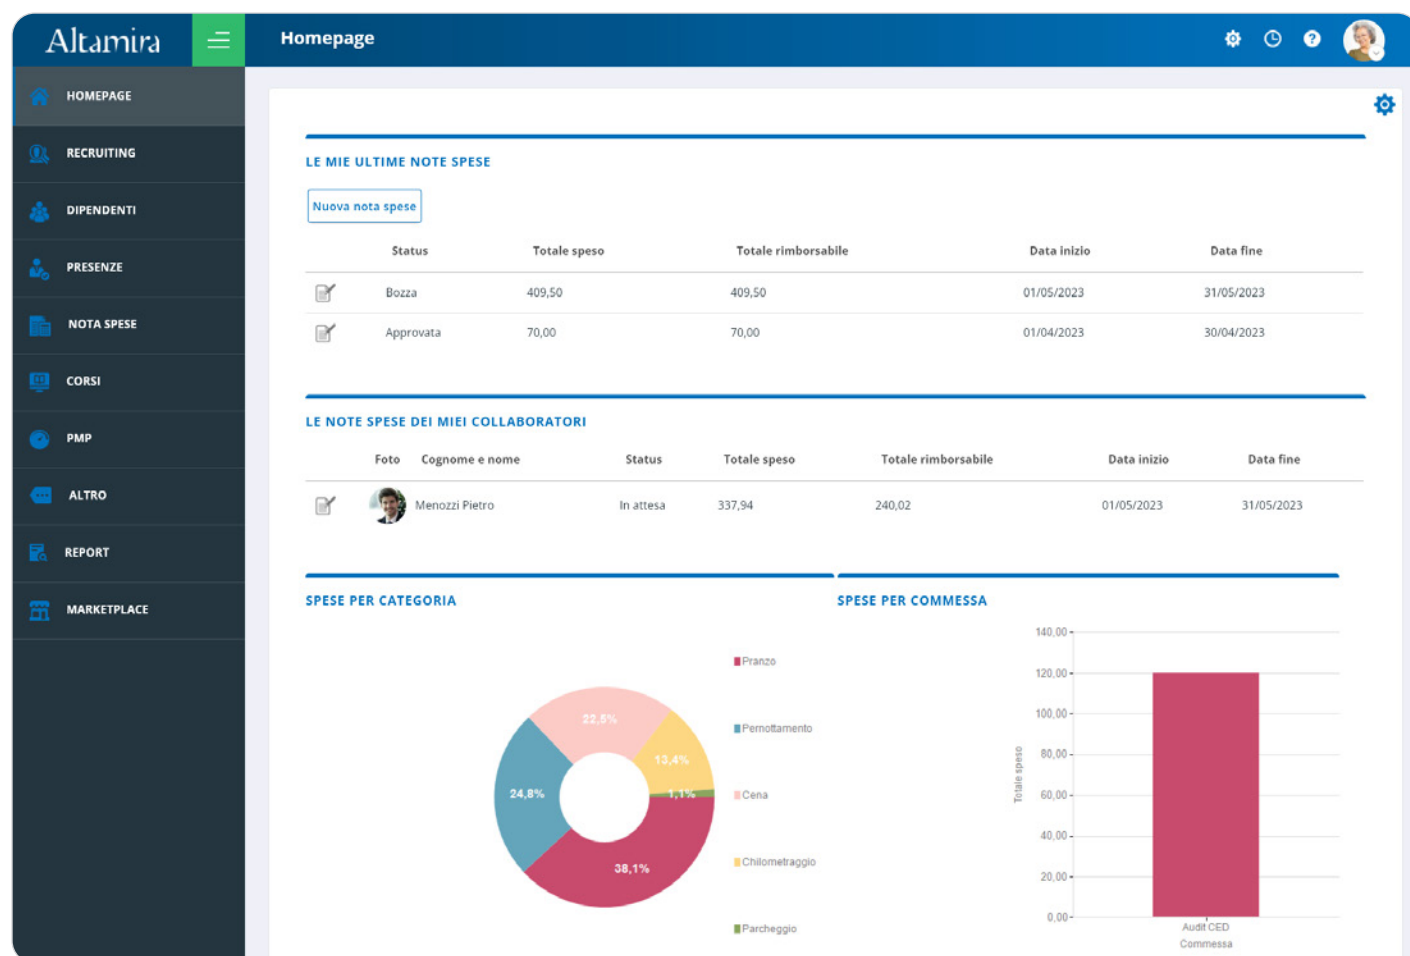 Altamira
Homepage
HOMEPAGE
RECRUITING
DIPENDENTI
PRESENZE
NOTA SPESE
CORSI
PMP
ALTRO
REPORT
MARKETPLACE
LE MIE ULTIME NOTE SPESE
Nuova nota spese
Status Totale speso Totale rimborsabile Data inizio Data fine
Bozza 409,50 409,50 01/05/2023 31/05/2023
Approvata 70,00 70,00 01/04/2023 30/04/2023
LE NOTE SPESE DEI MIEI COLLABORATORI
Foto Cognome e nome Status Totale speso Totale rimborsabile Data inizio Data fine
Menozzi Pietro In attesa 337,94 240,02 01/05/2023 31/05/2023
SPESE PER CATEGORIA
22,5%
13,4%
24,8%
1,1%
38,1%
Pranzo
Pernottamento
Cena
Chilometraggio
Parcheggio
SPESE PER COMMESSA
Totale speso
140,00
120,00
100,00
80,00
60,00
40,00
20,00
0,00
Audit CED
Commessa